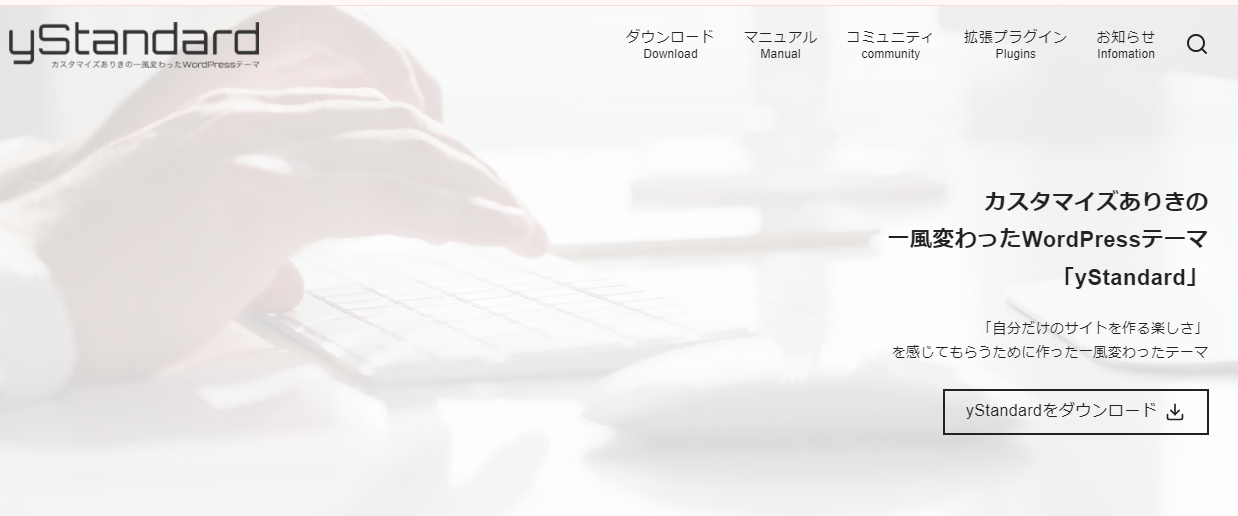 yStandard
カスタマイズありきの一風変わったWordPressテーマ
ダウンロード
Download
マニュアル
Manual
コミュニティ
community
拡張プラグイン
Plugins
お知らせ
Infomation
カスタマイズありきの
一風変わったWordPressテーマ
「yStandard」
「自分だけのサイトを作る楽しさ」
を感じてもらうために作った一風変わったテーマ
yStandardをダウンロード